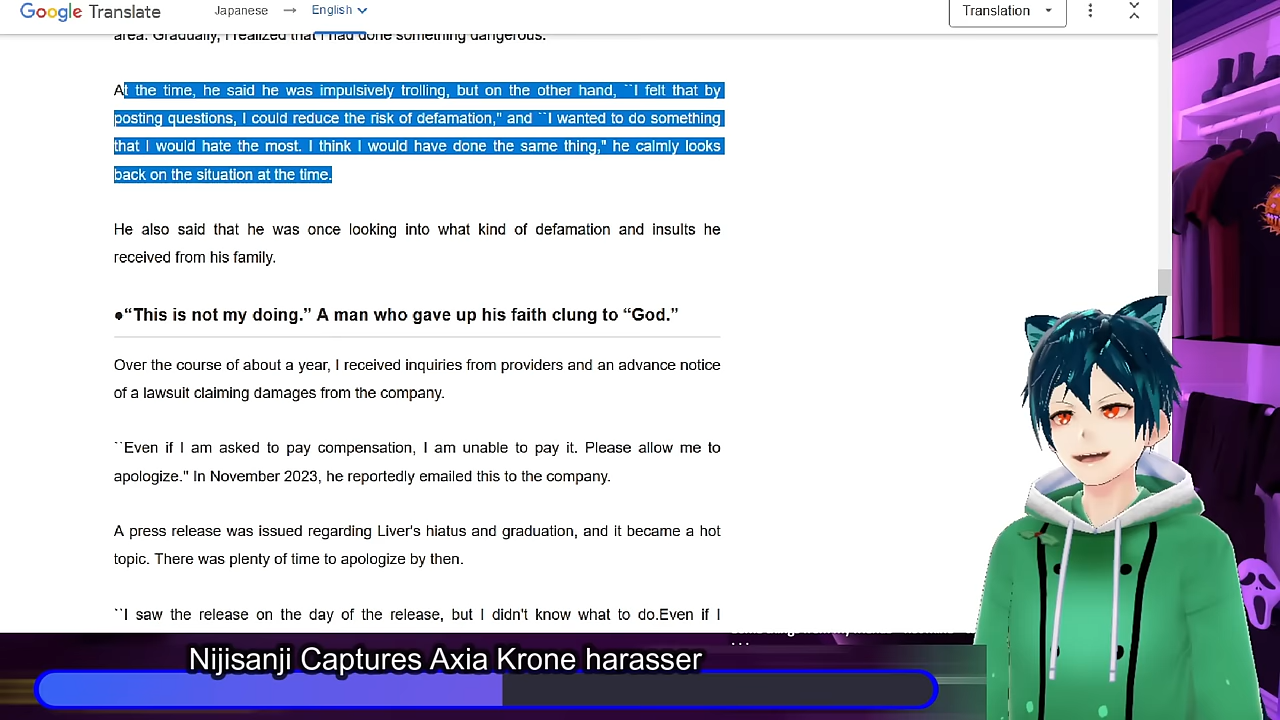 Google Translate Japanese → English Translation
area. Gradually, I realized that I had done something dangerous.
At the time, he said he was impulsively trolling, but on the other hand, ``I felt that by
posting questions, I could reduce the risk of defamation,'' and ``I wanted to do something
that I would hate the most. I think I would have done the same thing,'' he calmly looks
back on the situation at the time.
He also said that he was once looking into what kind of defamation and insults he
received from his family.
●“This is not my doing.” A man who gave up his faith clung to “God.”
Over the course of about a year, I received inquiries from providers and an advance notice
of a lawsuit claiming damages from the company.
``Even if I am asked to pay compensation, I am unable to pay it. Please allow me to
apologize.'' In November 2023, he reportedly emailed this to the company.
A press release was issued regarding Liver's hiatus and graduation, and it became a hot
topic. There was plenty of time to apologize by then.
``I saw the release on the day of the release, but I didn't know what to do.Even if I
Nijisanji Captures Axia Krone harasser